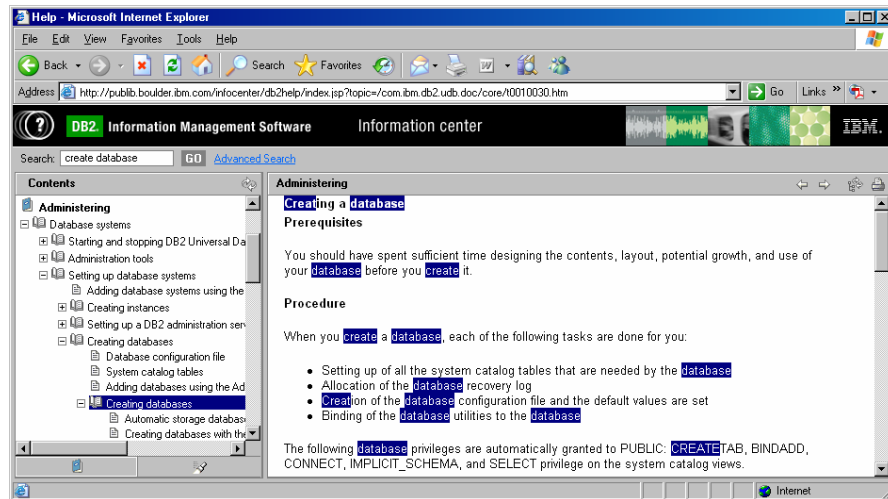 Help - Microsoft Internet Explorer
File Edit View Favorites Tools Help
Back Search Favorites
Address http://publib.boulder.ibm.com/infocenter/db2help/index.jsp?topic=/com.ibm.db2.udb.doc/core/t0010030.htm Go Links »
DB2. Information Management Software Information center IBM.
Search: create database GO Advanced Search
Contents
Administering
Database systems
Starting and stopping DB2 Universal Da
Administration tools
Setting up database systems
Adding database systems using the
Creating instances
Setting up a DB2 administration serv
Creating databases
Database configuration file
System catalog tables
Adding databases using the Ad
Creating databases
Automatic storage databas
Creating databases with the
Administering
Creating a database
Prerequisites
You should have spent sufficient time designing the contents, layout, potential growth, and use of
your database before you create it.
Procedure
When you create a database, each of the following tasks are done for you:
• Setting up of all the system catalog tables that are needed by the database
• Allocation of the database recovery log
• Creation of the database configuration file and the default values are set
• Binding of the database utilities to the database
The following database privileges are automatically granted to PUBLIC: CREATETAB, BINDADD,
CONNECT, IMPLICIT_SCHEMA, and SELECT privilege on the system catalog views.
Internet